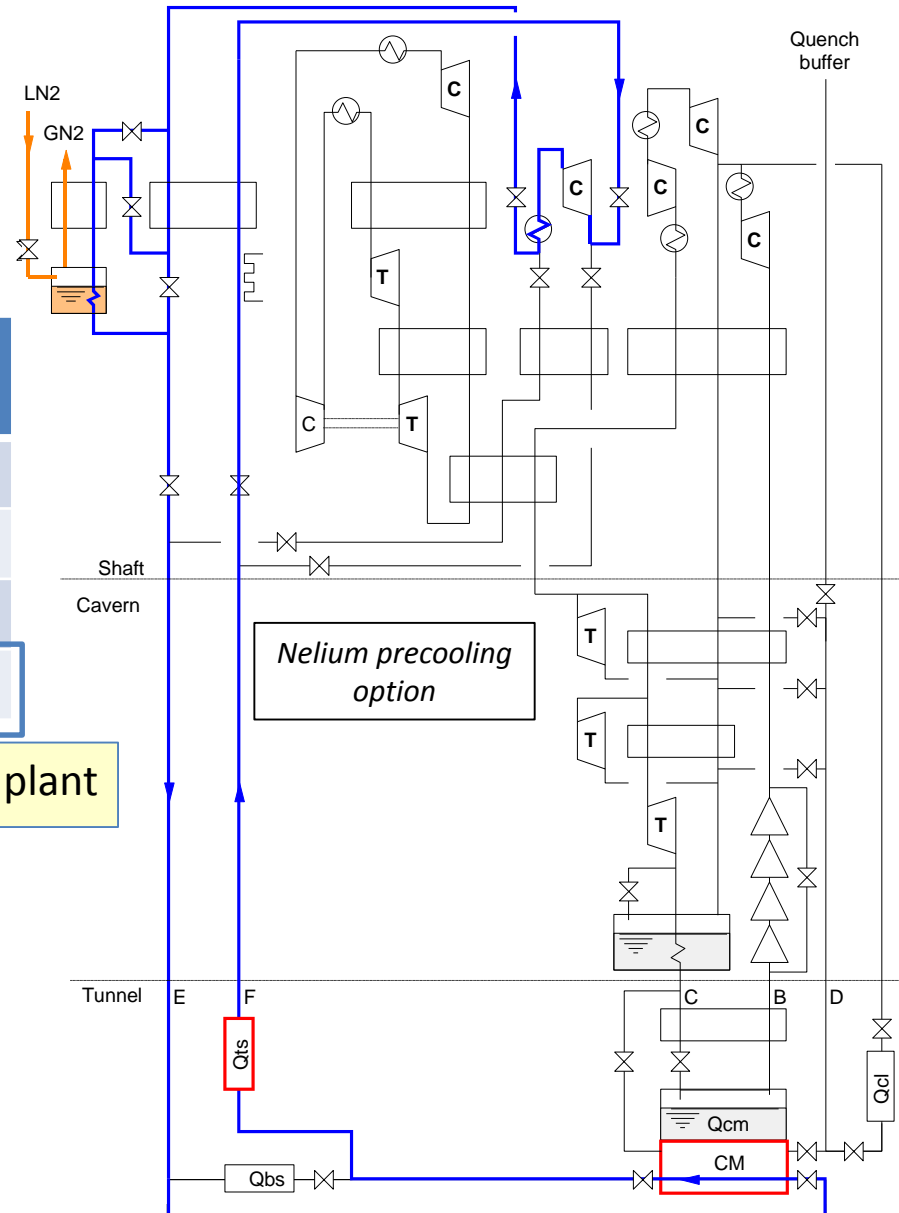 Quench
buffer
LN2
GN2
C
C
C
C
C
T
C
T
Shaft
Cavern
Nelium precooling
option
T
T
T
plant
Tunnel
E
F
C
B
D
Qts
Qcl
Qcm
CM
Qbs